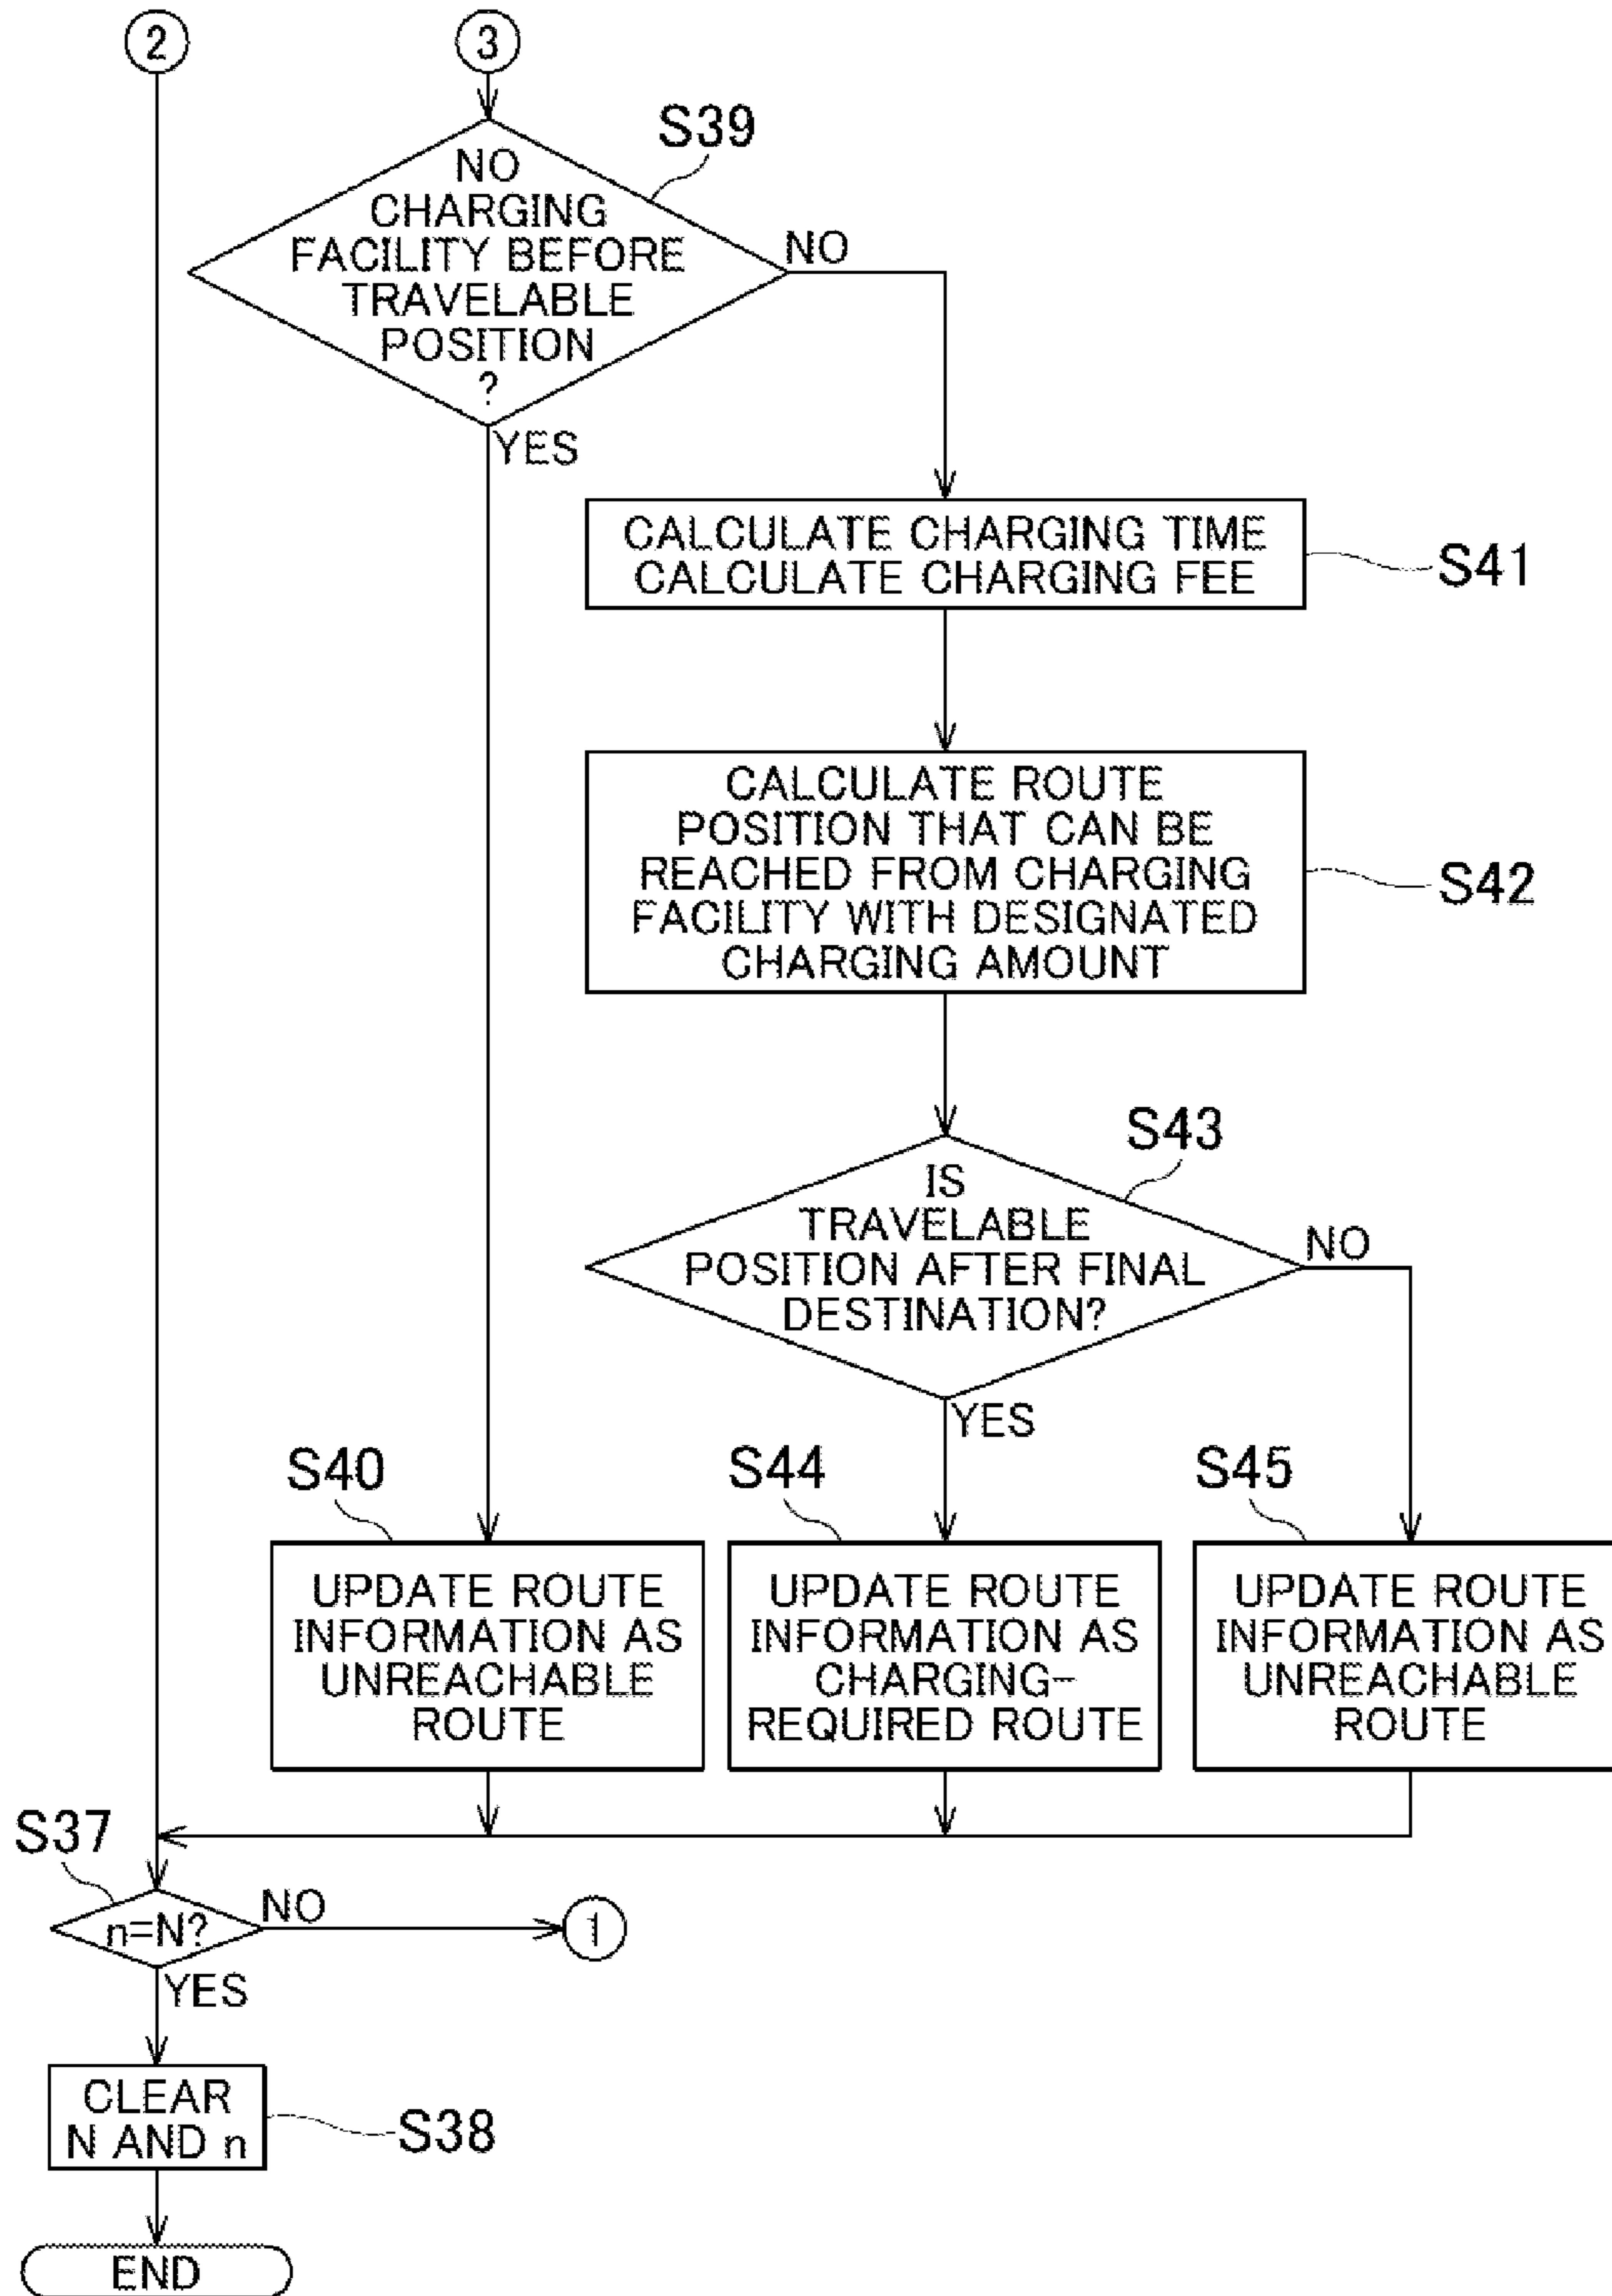 2
3
S39
NO
CHARGING
FACILITY BEFORE
TRAVELABLE
POSITION
?
NO
YES
CALCULATE CHARGING TIME
CALCULATE CHARGING FEE
S41
CALCULATE ROUTE
POSITION THAT CAN BE
REACHED FROM CHARGING
FACILITY WITH DESIGNATED
CHARGING AMOUNT
S42
S43
IS
TRAVELABLE
POSITION AFTER FINAL
DESTINATION?
NO
YES
S40
UPDATE ROUTE
INFORMATION AS
UNREACHABLE
ROUTE
S44
UPDATE ROUTE
INFORMATION AS
CHARGING-
REQUIRED ROUTE
S45
UPDATE ROUTE
INFORMATION AS
UNREACHABLE
ROUTE
S37
n=N?
NO
1
YES
CLEAR
N AND n
S38
END